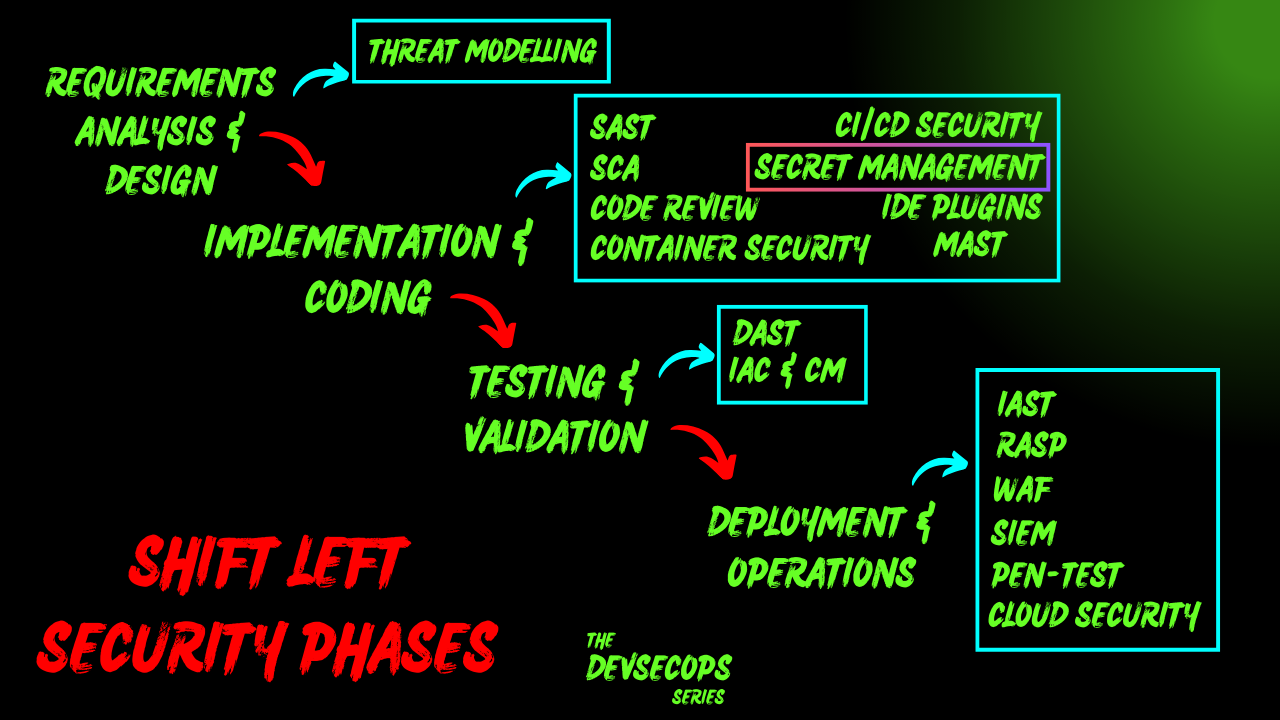 THREAT MODELLING
REQUIREMENTS
ANALYSIS &
DESIGN
SAST
SCA
CODE REVIEW
CONTAINER SECURITY
CI/CD SECURITY
SECRET MANAGEMENT
IDE PLUGINS
MAST
IMPLEMENTATION &
CODING
DAST
IAC & CM
TESTING &
VALIDATION
IAST
RASP
WAF
SIEM
PEN-TEST
CLOUD SECURITY
DEPLOYMENT &
OPERATIONS
SHIFT LEFT
SECURITY PHASES
THE
DEVSECOPS
SERIES